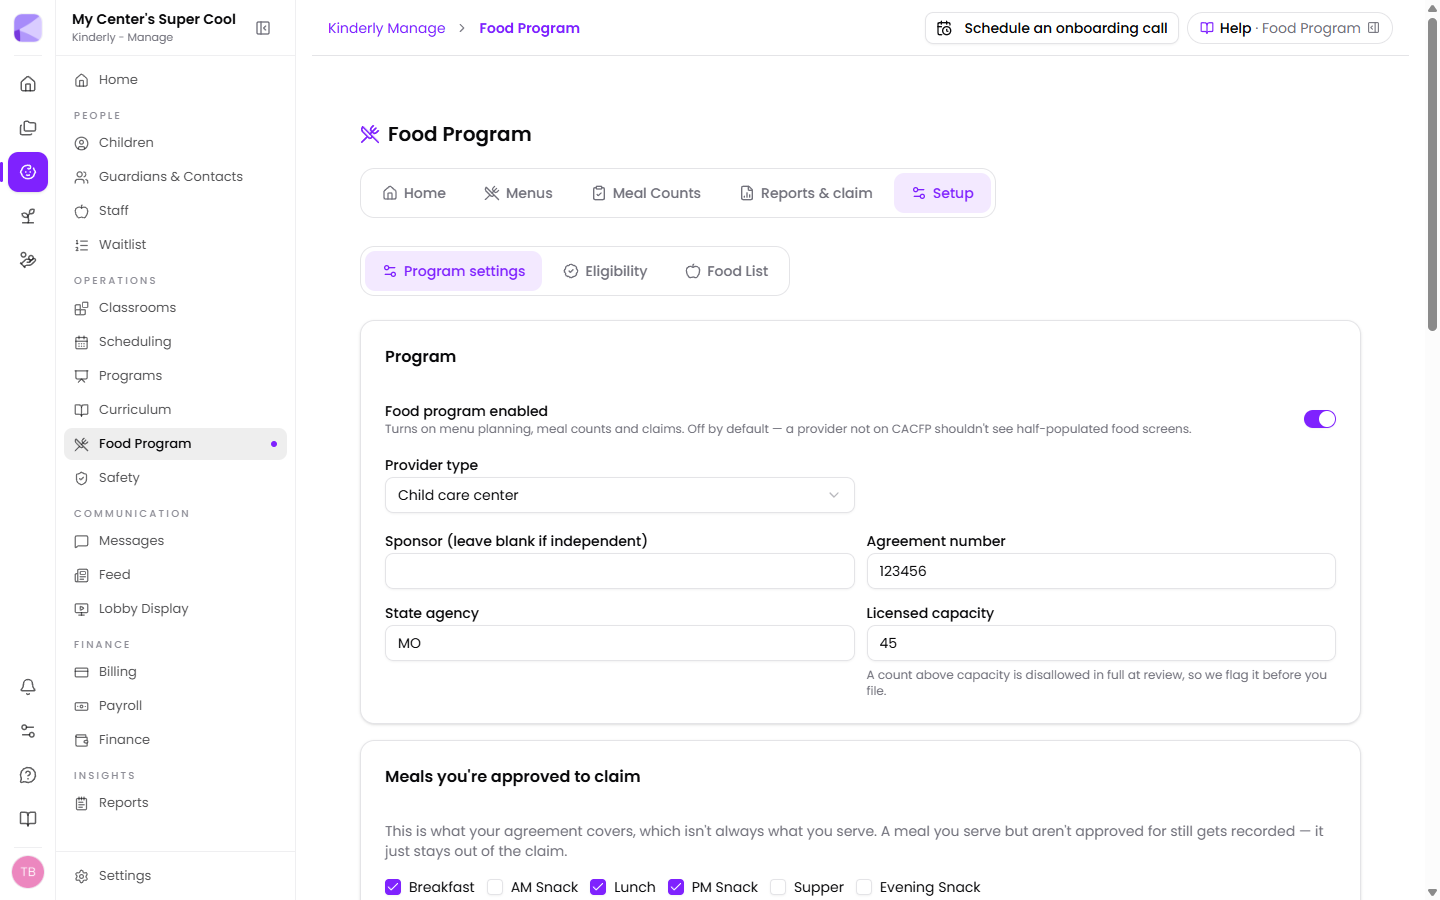 My Center's Super Cool
Kinderly - Manage
Kinderly Manage > Food Program
Schedule an onboarding call
Help · Food Program
Home
PEOPLE
Children
Guardians & Contacts
Staff
Waitlist
OPERATIONS
Classrooms
Scheduling
Programs
Curriculum
Food Program
Safety
COMMUNICATION
Messages
Feed
Lobby Display
FINANCE
Billing
Payroll
Finance
INSIGHTS
Reports
Settings
TB
Food Program
Home Menus Meal Counts Reports & claim Setup
Program settings Eligibility Food List
Program
Food program enabled
Turns on menu planning, meal counts and claims. Off by default — a provider not on CACFP shouldn't see half-populated food screens.
Provider type
Child care center
Sponsor (leave blank if independent) Agreement number
123456
State agency Licensed capacity
MO 45
A count above capacity is disallowed in full at review, so we flag it before you
file.
Meals you're approved to claim
This is what your agreement covers, which isn't always what you serve. A meal you serve but aren't approved for still gets recorded — it
just stays out of the claim.
Breakfast AM Snack Lunch PM Snack Supper Evening Snack